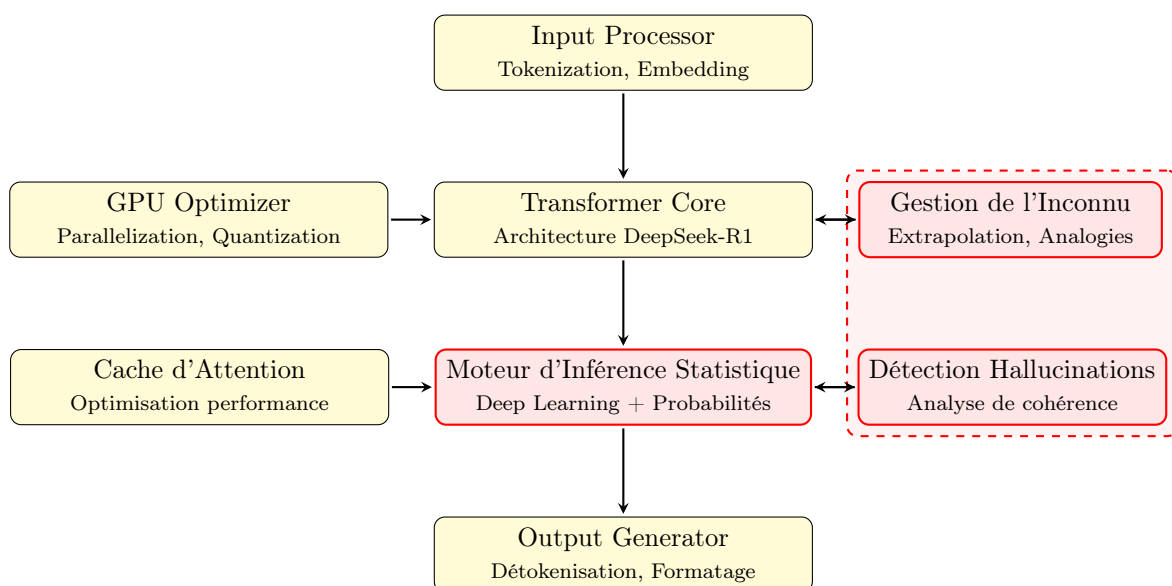 Input Processor
Tokenization, Embedding
GPU Optimizer
Parallelization, Quantization
Transformer Core
Architecture DeepSeek-R1
Gestion de l'Inconnu
Extrapolation, Analogies
Cache d'Attention
Optimisation performance
Moteur d'Inférence Statistique
Deep Learning + Probabilités
Détection Hallucinations
Analyse de cohérence
Output Generator
Détokenisation, Formatage